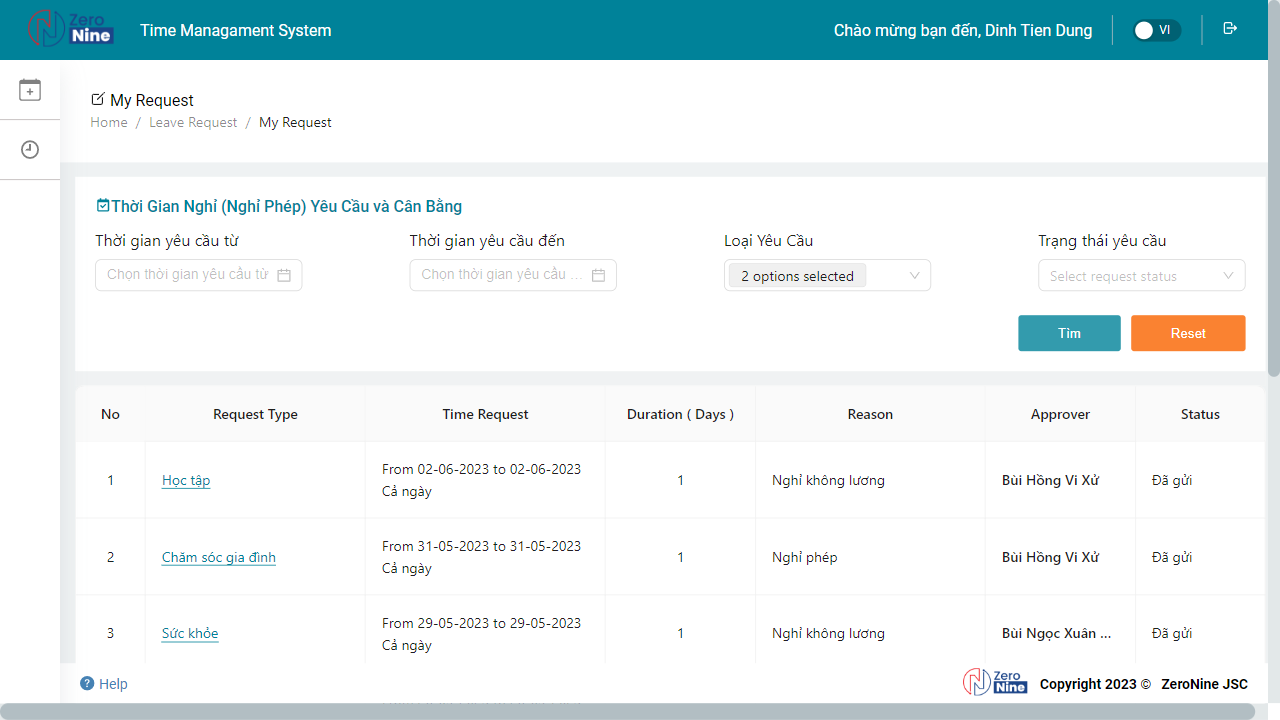 Zero Nine
Time Managament System
Chào mừng bạn đến, Dinh Tien Dung
VI
My Request
Home / Leave Request / My Request
Thời Gian Nghỉ (Nghỉ Phép) Yêu Cầu và Cân Bằng
Thời gian yêu cầu từ
Thời gian yêu cầu đến
Loại Yêu Cầu
Trạng thái yêu cầu
Chọn thời gian yêu cầu từ
Chọn thời gian yêu cầu ...
2 options selected
Select request status
Tìm
Reset
No Request Type Time Request Duration ( Days ) Reason Approver Status
1 Học tập From 02-06-2023 to 02-06-2023 1 Nghỉ không lương Bùi Hồng Vi Xử Đã gửi
Cả ngày
2 Chăm sóc gia đình From 31-05-2023 to 31-05-2023 1 Nghỉ phép Bùi Hồng Vi Xử Đã gửi
Cả ngày
3 Sức khỏe From 29-05-2023 to 29-05-2023 1 Nghỉ không lương Bùi Ngọc Xuân ... Đã gửi
Cả ngày
Help
Zero Nine
Copyright 2023 © ZeroNine JSC